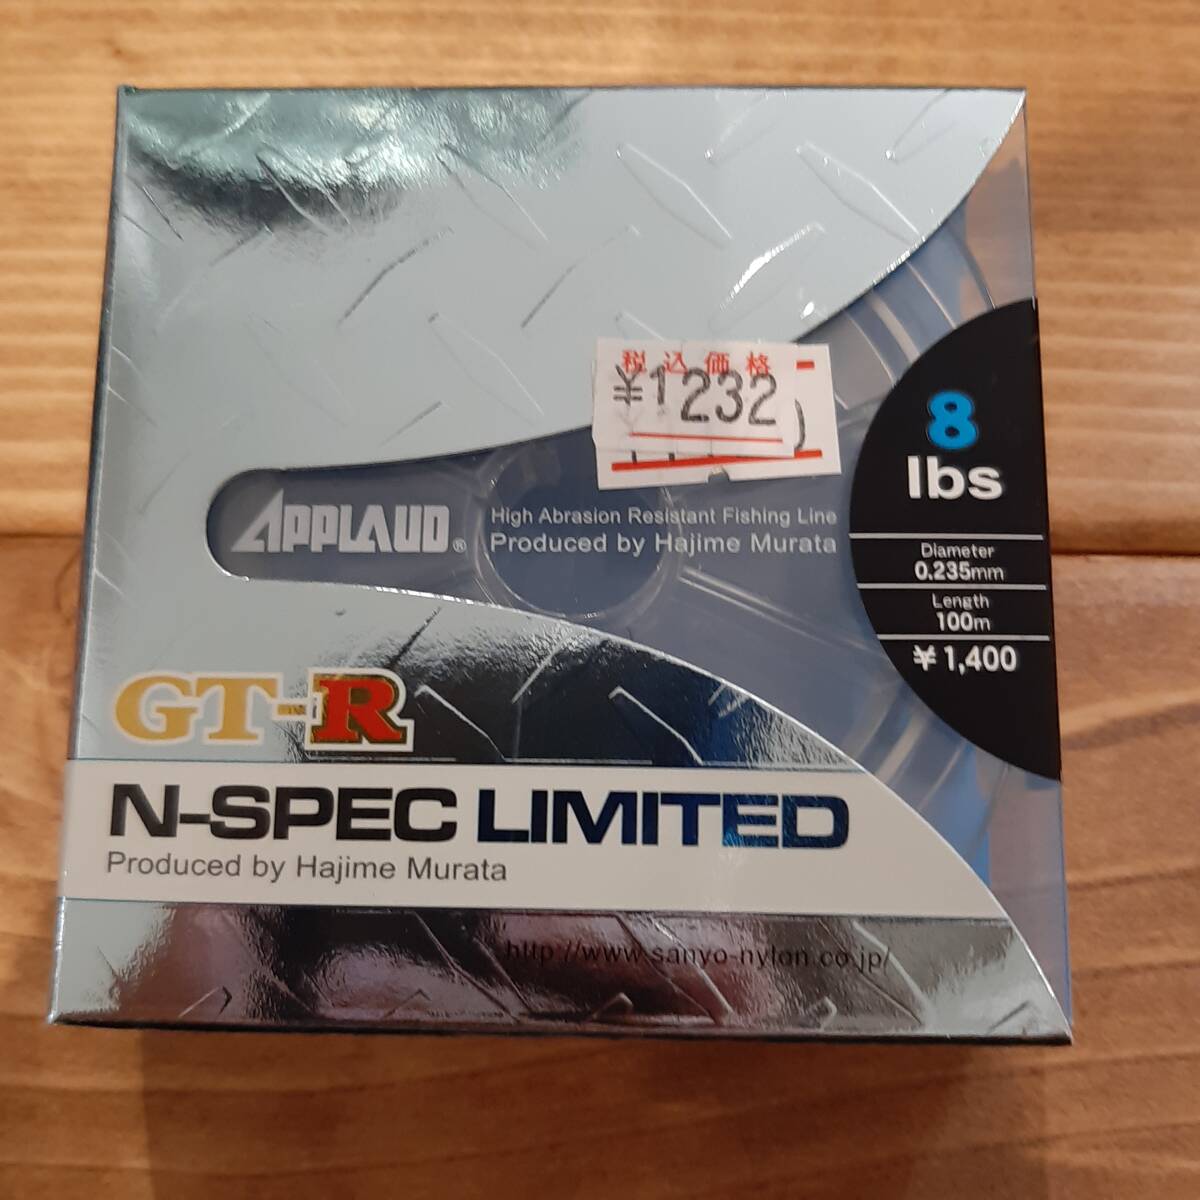 税込価格
¥1232
8
lbs
APPLAUD®
High Abrasion Resistant Fishing Line
Produced by Hajime Murata
Diameter
0.235mm
Length
100m
¥1,400
GT-R
N-SPEC LIMITED
Produced by Hajime Murata
http://www.sanyo-nylon.co.jp/